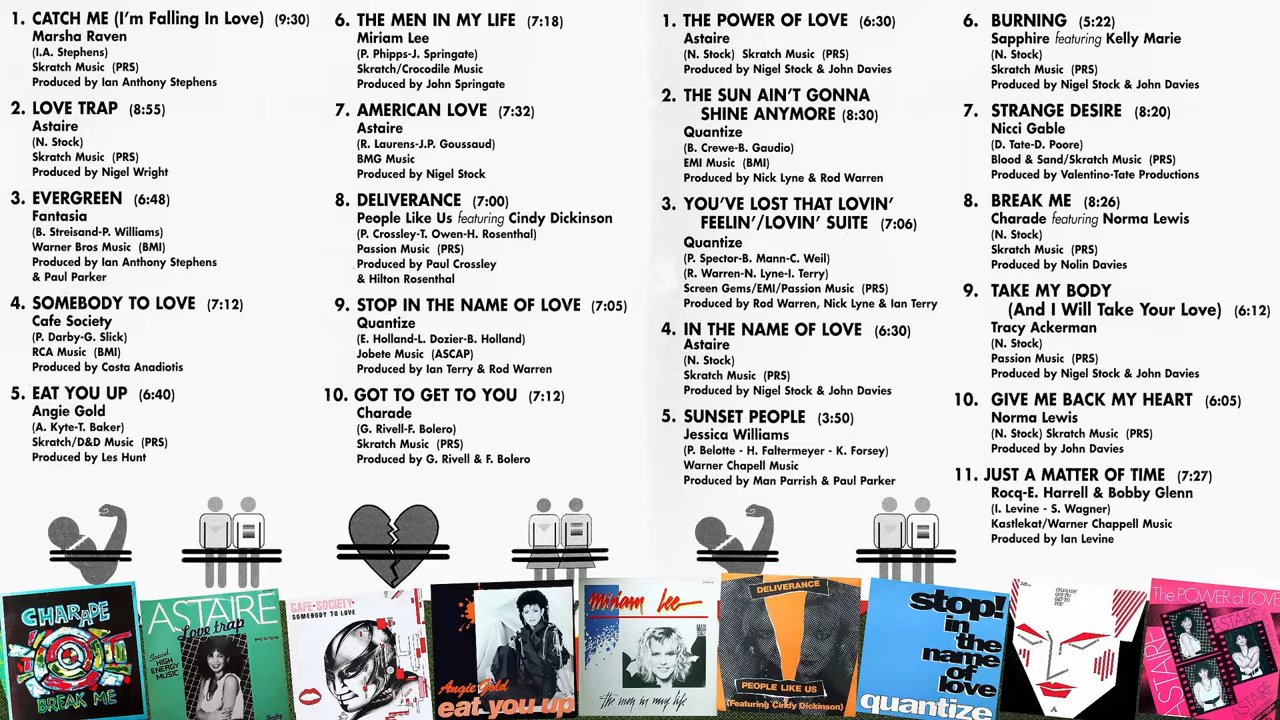 1. CATCH ME (I'm Falling In Love) (9:30)
Marsha Raven
(I.A. Stephens)
Skratch Music (PRS)
Produced by Ian Anthony Stephens
2. LOVE TRAP (8:55)
Astaire
(N. Stock)
Skratch Music (PRS)
Produced by Nigel Wright
3. EVERGREEN (6:48)
Fantasia
(B. Streisand-P. Williams)
Warner Bros Music (BMI)
Produced by Ian Anthony Stephens
& Paul Parker
4. SOMEBODY TO LOVE (7:12)
Cafe Society
(P. Darby-G. Slick)
RCA Music (BMI)
Produced by Costa Anadiotis
5. EAT YOU UP (6:40)
Angie Gold
(A. Kyte-T. Baker)
Skratch/D&D Music (PRS)
Produced by Les Hunt
6. THE MEN IN MY LIFE (7:18)
Miriam Lee
(P. Phipps-J. Springate)
Skratch/Crocodile Music
Produced by John Springate
7. AMERICAN LOVE (7:32)
Astaire
(R. Laurens-J.P. Goussaud)
BMG Music
Produced by Nigel Stock
8. DELIVERANCE (7:00)
People Like Us featuring Cindy Dickinson
(P. Crossley-T. Owen-H. Rosenthal)
Passion Music (PRS)
Produced by Paul Crossley
& Hilton Rosenthal
9. STOP IN THE NAME OF LOVE (7:05)
Quantize
(E. Holland-L. Dozier-B. Holland)
Jobete Music (ASCAP)
Produced by Ian Terry & Rod Warren
10. GOT TO GET TO YOU (7:12)
Charade
(G. Rivell-F. Bolero)
Skratch Music (PRS)
Produced by G. Rivell & F. Bolero
1. THE POWER OF LOVE (6:30)
Astaire
(N. Stock) Skratch Music (PRS)
Produced by Nigel Stock & John Davies
2. THE SUN AIN'T GONNA
SHINE ANYMORE (8:30)
Quantize
(B. Crewe-B. Gaudio)
EMI Music (BMI)
Produced by Nick Lyne & Rod Warren
3. YOU'VE LOST THAT LOVIN'
FEELIN'/LOVIN' SUITE (7:06)
Quantize
(P. Spector-B. Mann-C. Weil)
(R. Warren-N. Lyne-I. Terry)
Screen Gems/EMI/Passion Music (PRS)
Produced by Rod Warren, Nick Lyne & Ian Terry
4. IN THE NAME OF LOVE (6:30)
Astaire
(N. Stock)
Skratch Music (PRS)
Produced by Nigel Stock & John Davies
5. SUNSET PEOPLE (3:50)
Jessica Williams
(P. Belotte - H. Faltermeyer - K. Forsey)
Warner Chapell Music
Produced by Man Parrish & Paul Parker
6. BURNING (5:22)
Sapphire featuring Kelly Marie
(N. Stock)
Skratch Music (PRS)
Produced by Nigel Stock & John Davies
7. STRANGE DESIRE (8:20)
Nicci Gable
(D. Tate-D. Poore)
Blood & Sand/Skratch Music (PRS)
Produced by Valentino-Tate Productions
8. BREAK ME (8:26)
Charade featuring Norma Lewis
(N. Stock)
Skratch Music (PRS)
Produced by Nolin Davies
9. TAKE MY BODY
(And I Will Take Your Love) (6:12)
Tracy Ackerman
(N. Stock)
Passion Music (PRS)
Produced by Nigel Stock & John Davies
10. GIVE ME BACK MY HEART (6:05)
Norma Lewis
(N. Stock) Skratch Music (PRS)
Produced by John Davies
11. JUST A MATTER OF TIME (7:27)
Rocq-E. Harrell & Bobby Glenn
(I. Levine - S. Wagner)
Kastlekat/Warner Chappell Music
Produced by Ian Levine
CHARADE
BREAK ME
ASTAIRE
Love trap
Special
HIGH
ENERGY
MUSIC
CAFE·SOCIETY·
SOMEBODY TO LOVE
Angie Gold
eat you up
Miriam Lee
the men in my life
DELIVERANCE
PEOPLE LIKE US
(Featuring Cindy Dickinson)
stop!
in
the
name
of
love
quantize
CHARADE
GOT TO
GET TO
YOU
The POWER of LOVE
ASTAIRE
ASTAIRE